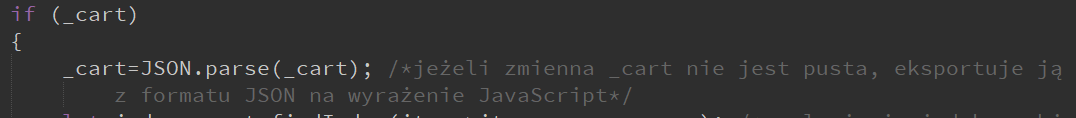 if (_cart)
{
_cart=JSON.parse(_cart); /*jeżeli zmienna _cart nie jest pusta, eksportuje ją
z formatu JSON na wyrażenie JavaScript*/